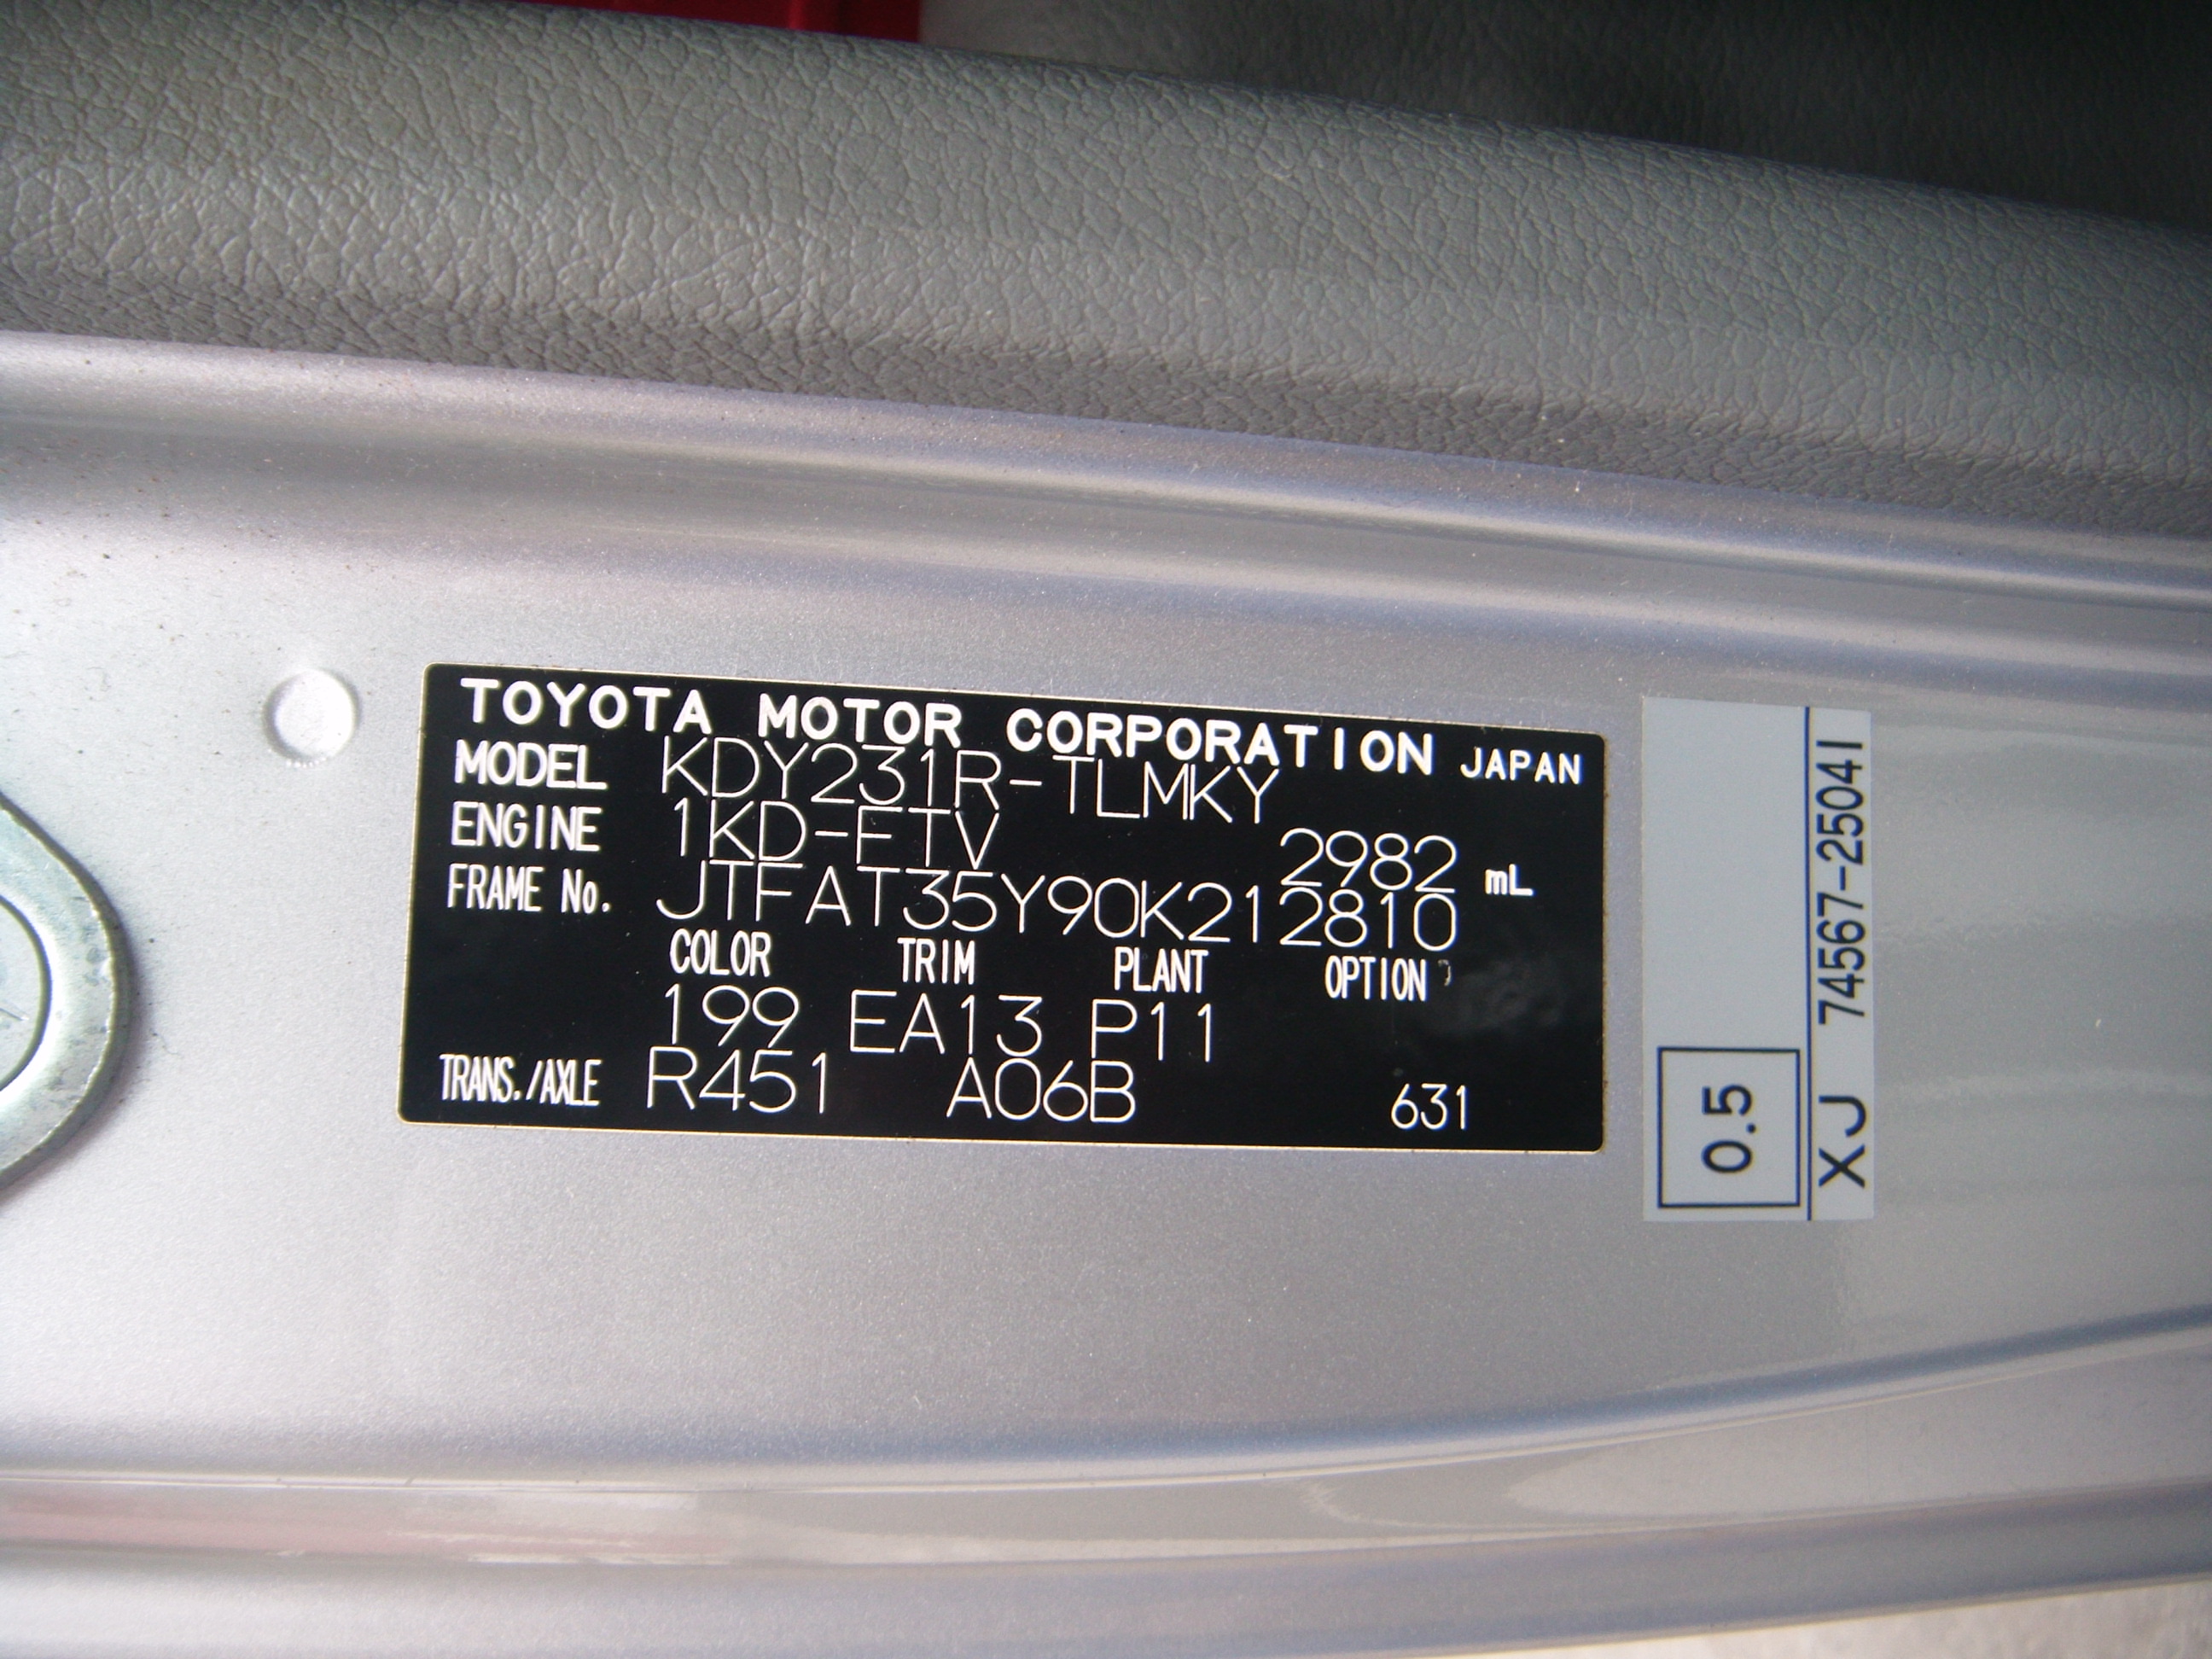 TOYOTA MOTOR CORPORATION JAPAN
MODEL KDY231R-TLMKY
ENGINE 1KD-FTV 2982 mL
FRAME No. JTFAT35Y90K212810
COLOR TRIM PLANT OPTION
199 EA13 P11
TRANS./AXLE R451 A06B 631
0.5
XJ 74567-25041